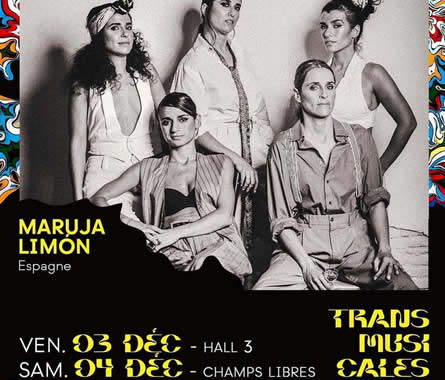 MARUJA
LIMÓN
Espagne
VEN. 03 DÉC - HALL 3
SAM. 04 DÉC - CHAMPS LIBRES
TRANS
MUSI
CALES